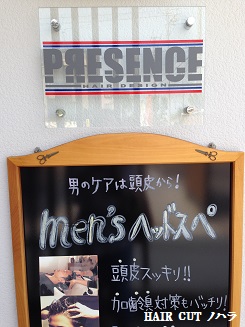 PRESENCE
HAIR DESIGN
男のケアは頭皮から!
men'sヘッドスパ
頭皮スッキリ!!
加齢臭対策もバッチリ!
HAIR CUT ノハラ